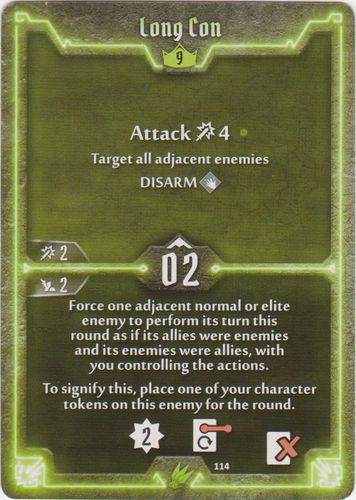 Long Con
9
Attack 4
Target all adjacent enemies
DISARM
2
02
2
Force one adjacent normal or elite
enemy to perform its turn this
round as if its allies were enemies
and its enemies were allies, with
you controlling the actions.
To signify this, place one of your character
tokens on this enemy for the round.
2
114